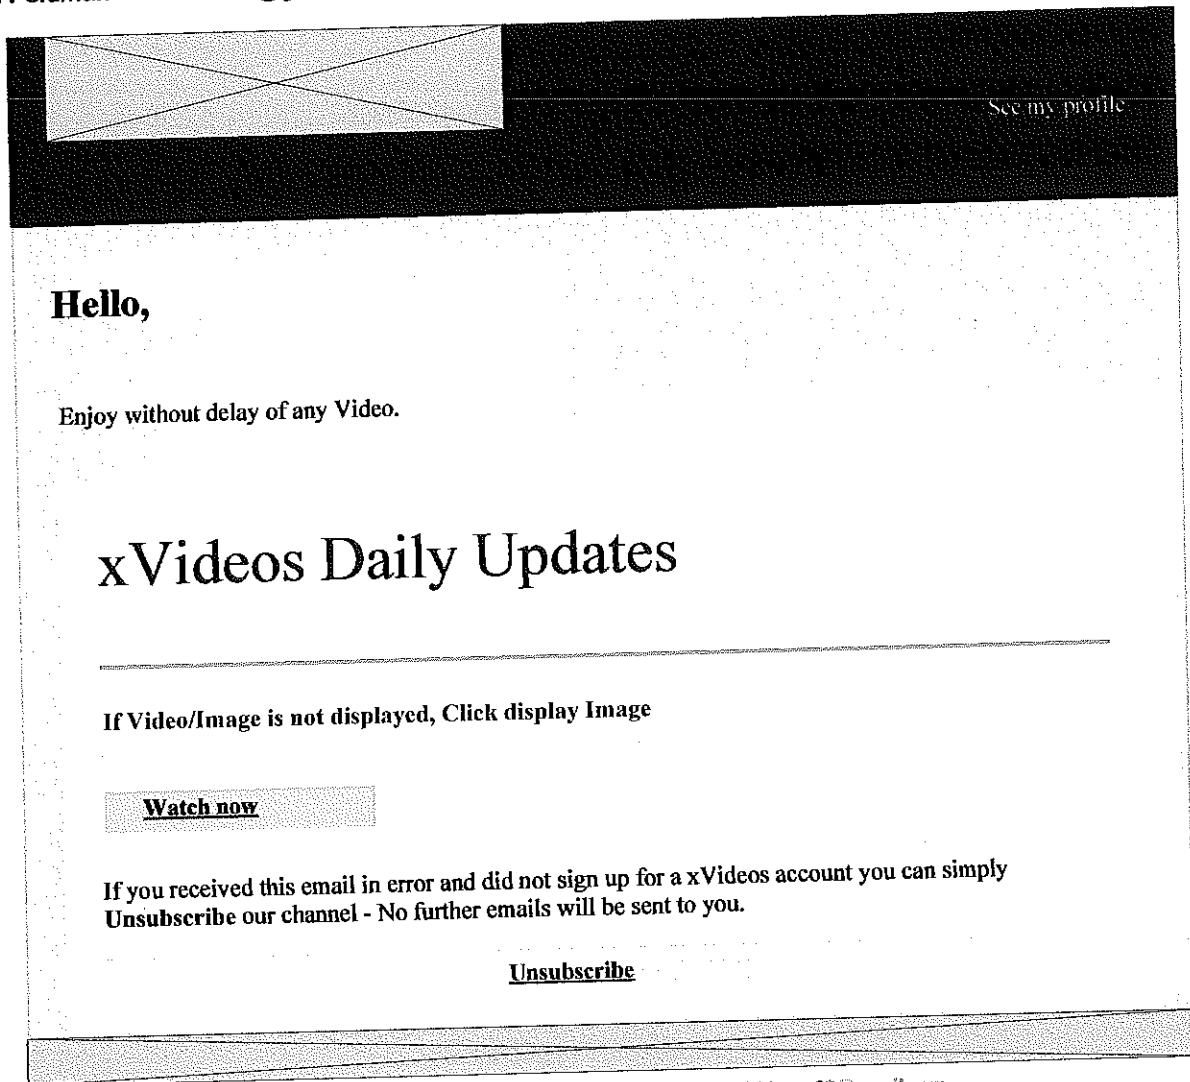 See my profile
Hello,
Enjoy without delay of any Video.
xVideos Daily Updates
If Video/Image is not displayed, Click display Image
Watch now
If you received this email in error and did not sign up for a xVideos account you can simply
Unsubscribe our channel - No further emails will be sent to you.
Unsubscribe